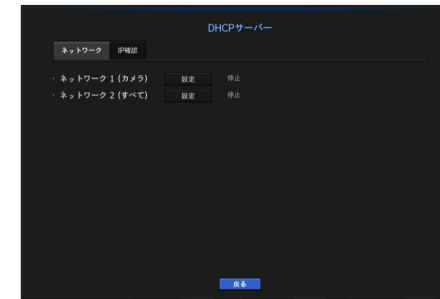 DHCPサーバー
ネットワーク IP確認
・ネットワーク 1 (カメラ) 設定 停止
・ネットワーク 2 (すべて) 設定 停止
戻る